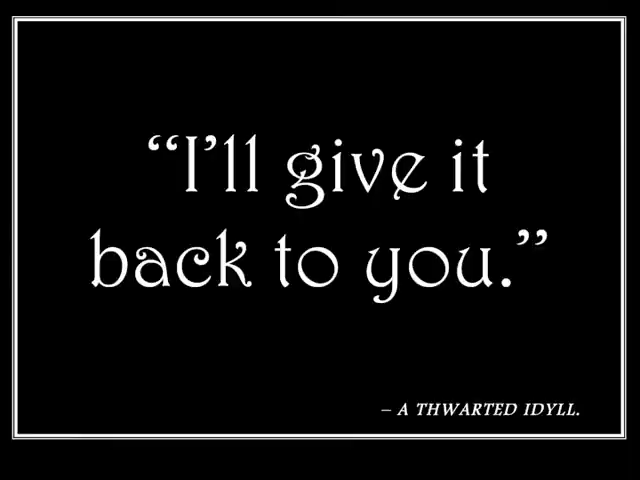 “I’ll give it
back to you.”
– A THWARTED IDYLL.